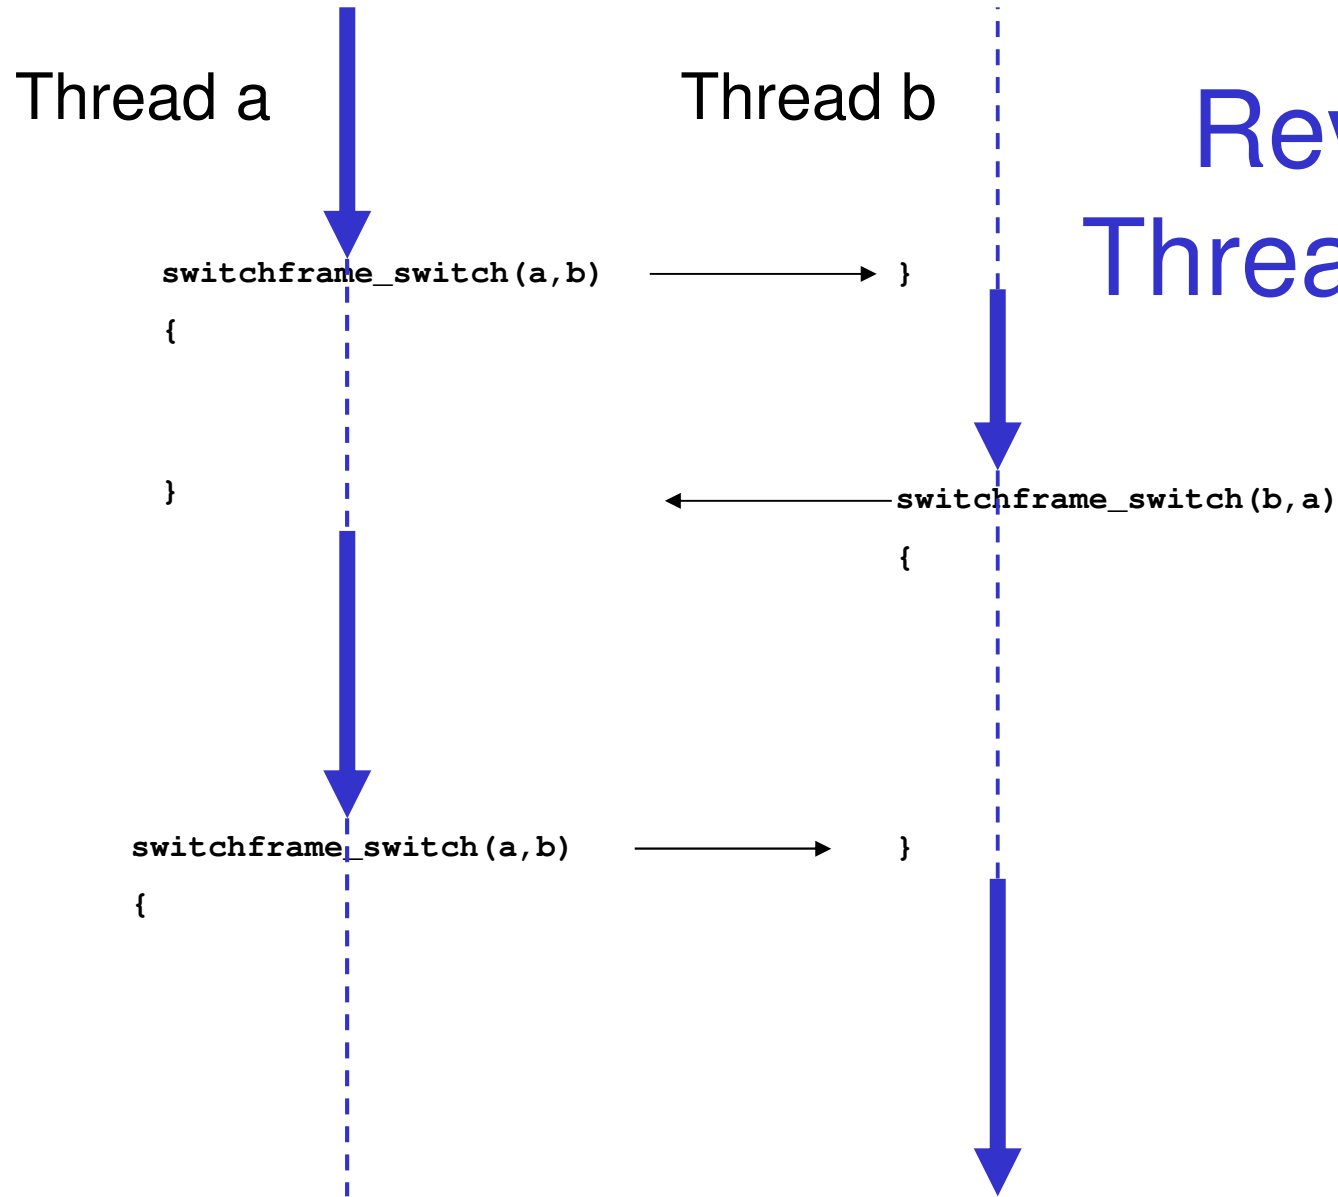 Thread a
Thread b
switchframe_switch(a,b)
}
{
}
switchframe_switch(b,a)
{
switchframe_switch(a,b)
}
{